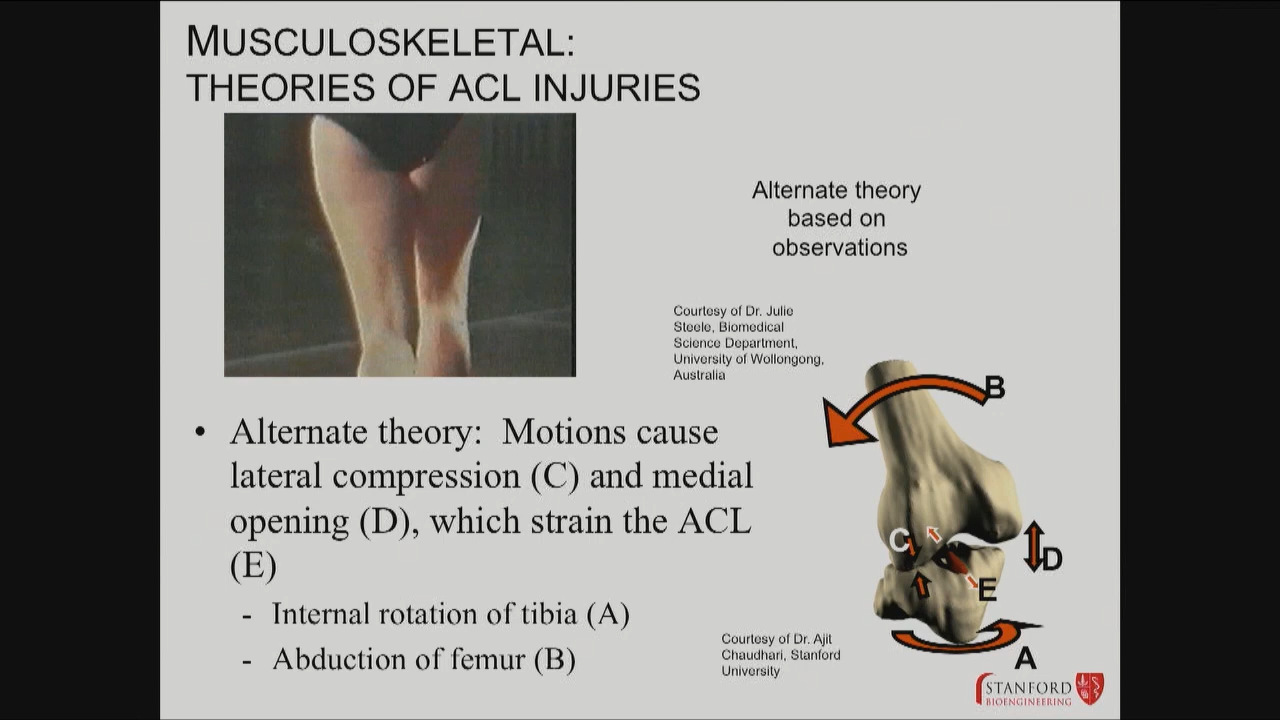 MUSCULOSKELETAL:
THEORIES OF ACL INJURIES
Alternate theory
based on
observations
Courtesy of Dr. Julie
Steele, Biomedical
Science Department,
University of Wollongong,
Australia
• Alternate theory: Motions cause
lateral compression (C) and medial
opening (D), which strain the ACL
(E)
- Internal rotation of tibia (A)
- Abduction of femur (B)
B
C
D
E
A
Courtesy of Dr. Ajit
Chaudhari, Stanford
University
STANFORD
BIOENGINEERING